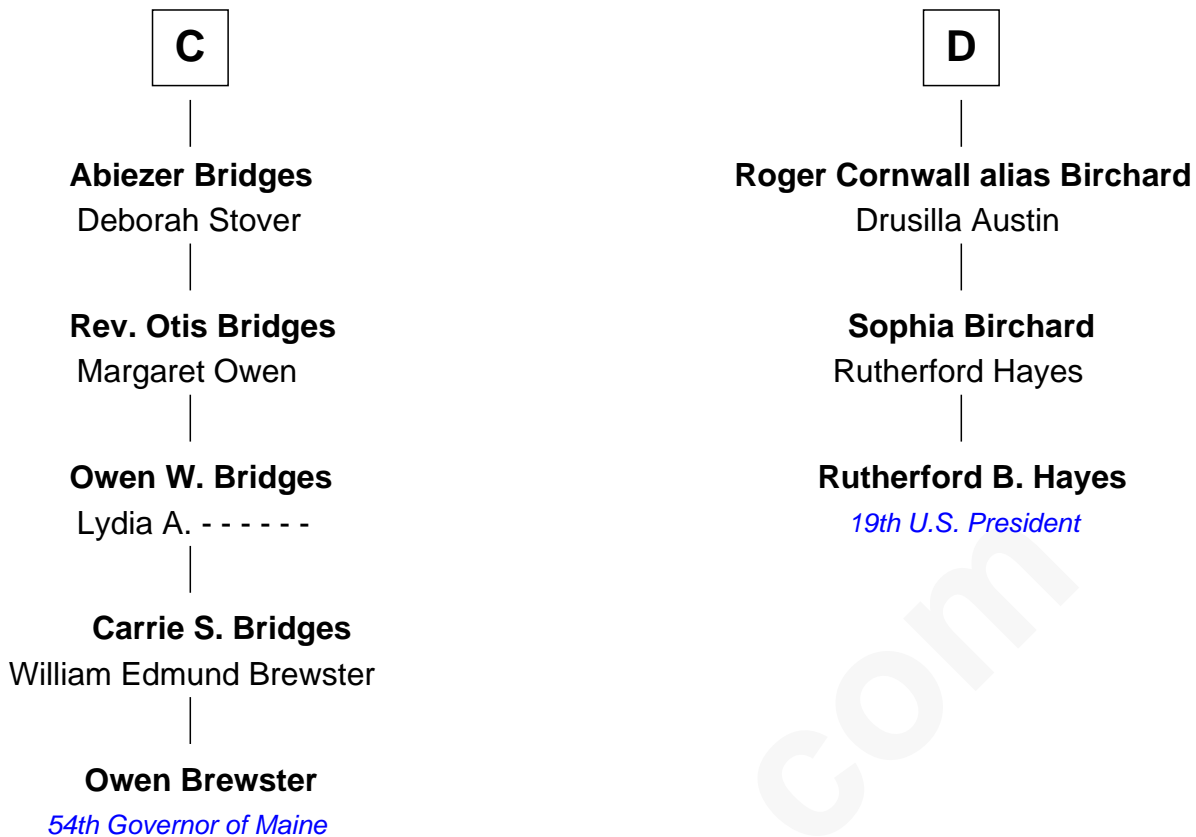 C
Abiezer Bridges
Deborah Stover
Rev. Otis Bridges
Margaret Owen
Owen W. Bridges
Lydia A. - - - - - -
Carrie S. Bridges
William Edmund Brewster
Owen Brewster
54th Governor of Maine
D
Roger Cornwall alias Birchard
Drusilla Austin
Sophia Birchard
Rutherford Hayes
Rutherford B. Hayes
19th U.S. President
com